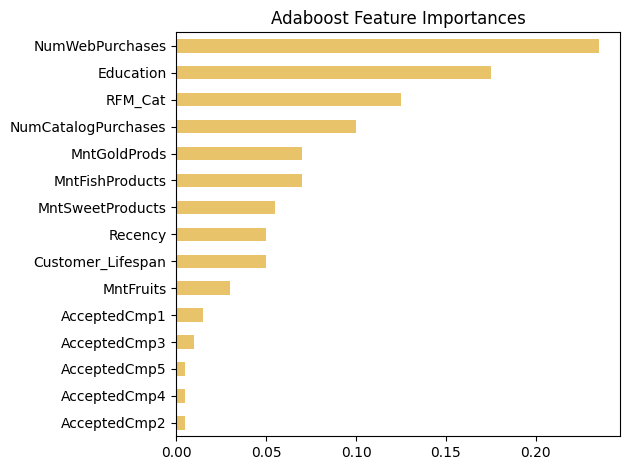 Adaboost Feature Importances
NumWebPurchases
Education
RFM_Cat
NumCatalogPurchases
MntGoldProds
MntFishProducts
MntSweetProducts
Recency
Customer_Lifespan
MntFruits
AcceptedCmp1
AcceptedCmp3
AcceptedCmp5
AcceptedCmp4
AcceptedCmp2
0.00 0.05 0.10 0.15 0.20